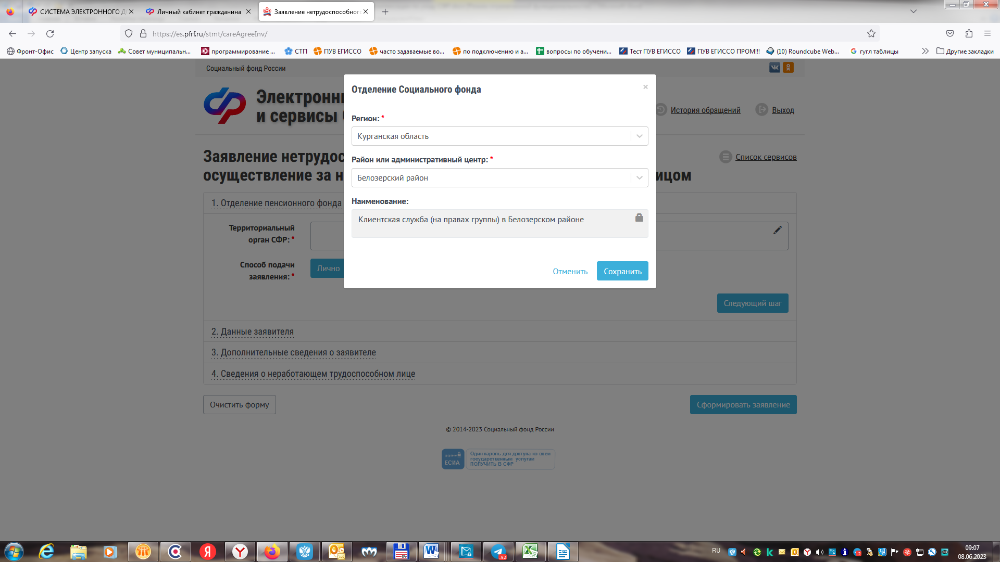 СИСТЕМА ЭЛЕКТРОННОГО Д
Личный кабинет гражданина
Заявление нетрудоспособного
https://es.pfrf.ru/stmt/careAgreeInv/
Фронт-Офис
Центр запуска
Совет муниципальн...
программирование ...
СТП
ПУВ ЕГИССО
часто задаваемые во...
по подключению и а...
вопросы по обучени...
Тест ПУВ ЕГИССО
ПУВ ЕГИССО ПРОМ!!!
(10) Roundcube Web...
гугл таблицы
Другие закладки
Социальный фонд России
Электронн
и сервисы
История обращений
Выход
Заявление нетрудос
осуществление за н
ицом
Список сервисов
1. Отделение пенсионного фонда
Территориальный
орган СФР: *
Способ подачи
заявления: *
Лично
Следующий шаг
2. Данные заявителя
3. Дополнительные сведения о заявителе
4. Сведения о неработающем трудоспособном лице
Очистить форму
Сформировать заявление
© 2014-2023 Социальный фонд России
ЕСИА
Один пароль для доступа ко всем
государственным услугам
ПОЛУЧИТЬ В СФР
Отделение Социального фонда
×
Регион: *
Курганская область
Район или административный центр: *
Белозерский район
Наименование:
Клиентская служба (на правах группы) в Белозерском районе
Отменить
Сохранить
RU
09:07
08.06.2023